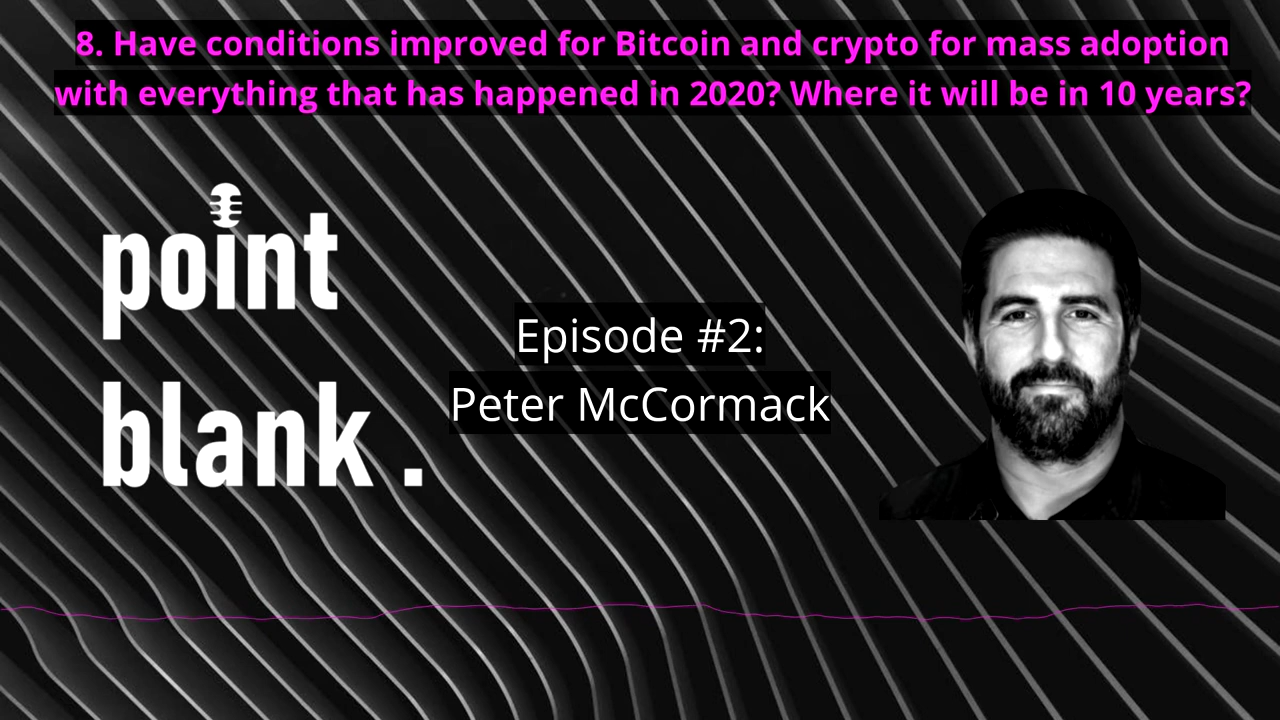 8. Have conditions improved for Bitcoin and crypto for mass adoption
with everything that has happened in 2020? Where it will be in 10 years?
point
blank.
Episode #2:
Peter McCormack